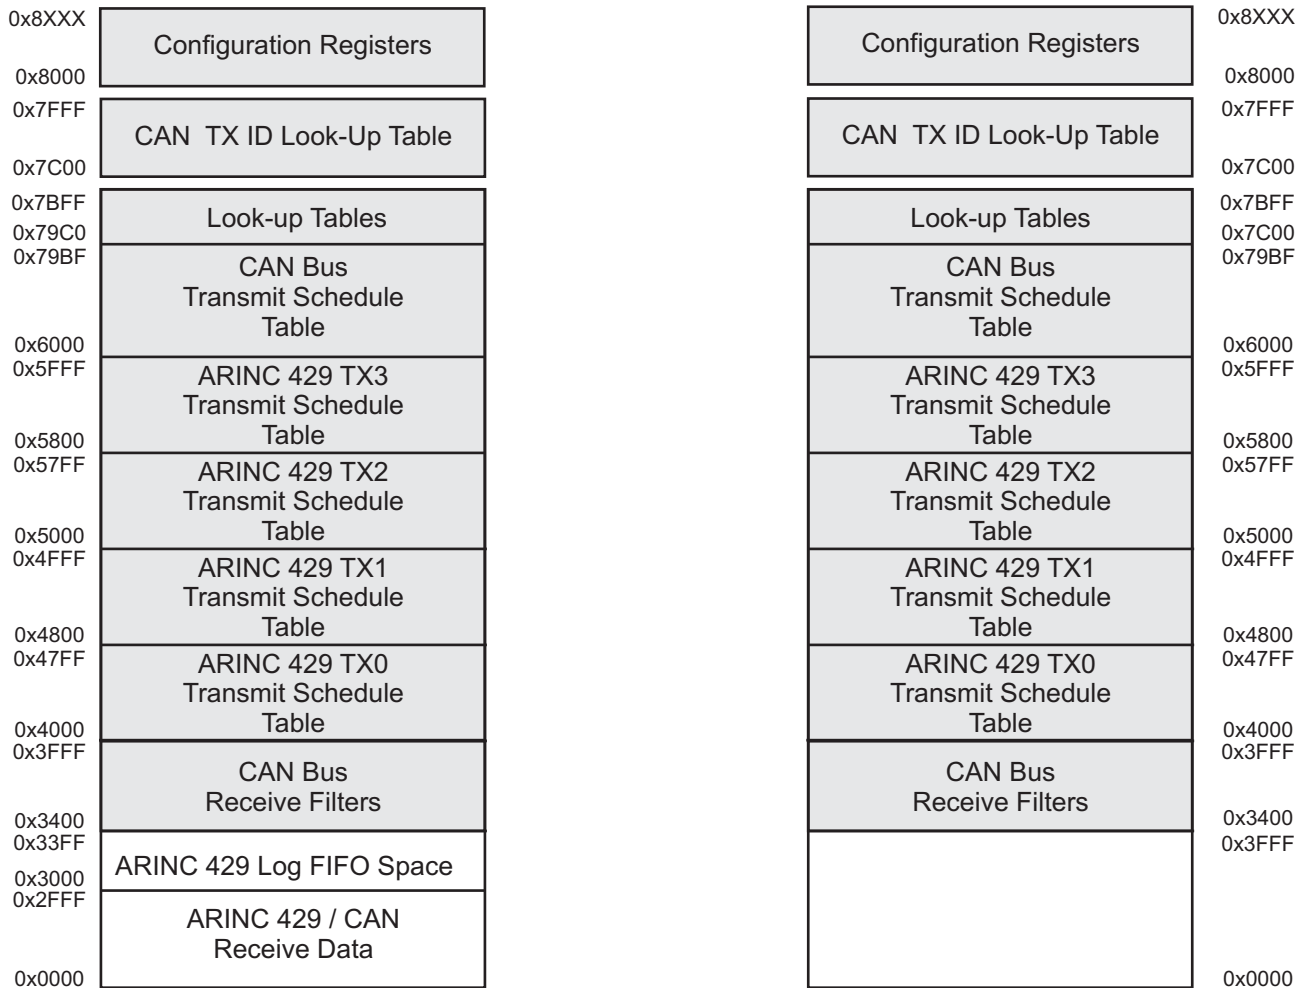 0x8XXX
Configuration Registers
0x8000
0x7FFF
CAN TX ID Look-Up Table
0x7C00
0x7BFF
Look-up Tables
0x79C0
0x79BF
CAN Bus
Transmit Schedule
Table
0x6000
0x5FFF
ARINC 429 TX3
Transmit Schedule
Table
0x5800
0x57FF
ARINC 429 TX2
Transmit Schedule
Table
0x5000
0x4FFF
ARINC 429 TX1
Transmit Schedule
Table
0x4800
0x47FF
ARINC 429 TX0
Transmit Schedule
Table
0x4000
0x3FFF
CAN Bus
Receive Filters
0x3400
0x33FF
ARINC 429 Log FIFO Space
0x3000
0x2FFF
ARINC 429 / CAN
Receive Data
0x0000
0x8XXX
Configuration Registers
0x8000
0x7FFF
CAN TX ID Look-Up Table
0x7C00
0x7BFF
Look-up Tables
0x7C00
0x79BF
CAN Bus
Transmit Schedule
Table
0x6000
0x5FFF
ARINC 429 TX3
Transmit Schedule
Table
0x5800
0x57FF
ARINC 429 TX2
Transmit Schedule
Table
0x5000
0x4FFF
ARINC 429 TX1
Transmit Schedule
Table
0x4800
0x47FF
ARINC 429 TX0
Transmit Schedule
Table
0x4000
0x3FFF
CAN Bus
Receive Filters
0x3400
0x3FFF
0x0000